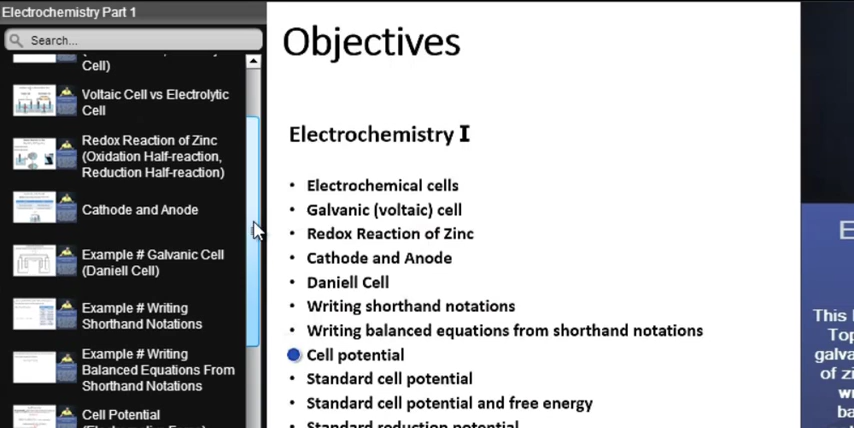 Electrochemistry Part 1
Search...
Cell)
Voltaic Cell vs Electrolytic
Cell
Redox Reaction of Zinc
(Oxidation Half-reaction,
Reduction Half-reaction)
Cathode and Anode
Example # Galvanic Cell
(Daniell Cell)
Example # Writing
Shorthand Notations
Example # Writing
Balanced Equations From
Shorthand Notations
Cell Potential
Objectives
Electrochemistry I
• Electrochemical cells
• Galvanic (voltaic) cell
• Redox Reaction of Zinc
• Cathode and Anode
• Daniell Cell
• Writing shorthand notations
• Writing balanced equations from shorthand notations
Cell potential
• Standard cell potential
• Standard cell potential and free energy
• Standard reduction potential
E
This
Top
galva
of zi
w
ba